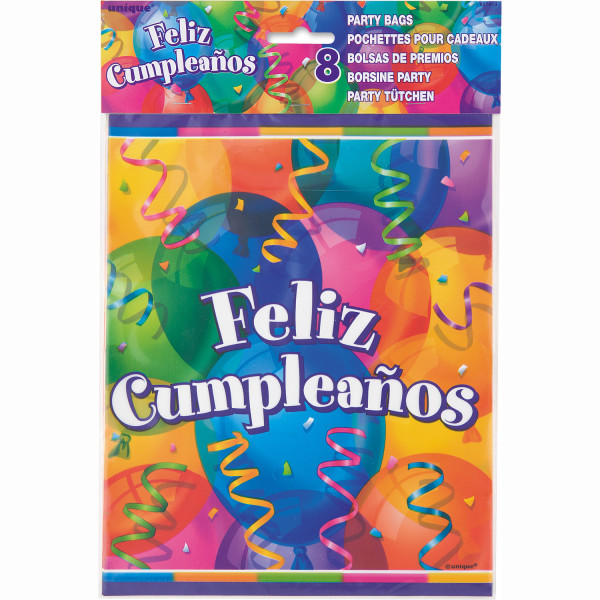 unique®
Feliz
Cumpleaños
8
PARTY BAGS
POCHETTES POUR CADEAUX
BOLSAS DE PREMIOS
BORSINE PARTY
PARTY TÜTCHEN
Feliz
Cumpleaños
©unique®